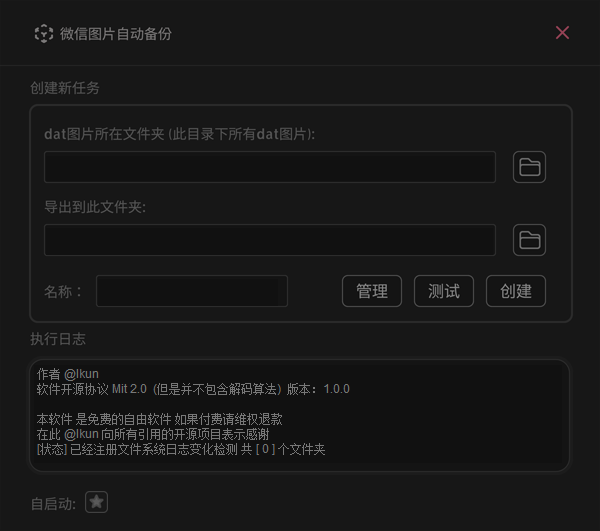 微信图片自动备份
创建新任务
dat图片所在文件夹 (此目录下所有dat图片):
导出到此文件夹:
名称：
管理
测试
创建
执行日志
作者 @Ikun
软件开源协议 Mit 2.0  (但是并不包含解码算法)  版本：1.0.0
本软件 是免费的自由软件 如果付费请维权退款
在此 @Ikun 向所有引用的开源项目表示感谢
[状态] 已经注册文件系统日志变化检测 共 [ 0 ] 个文件夹
自启动: